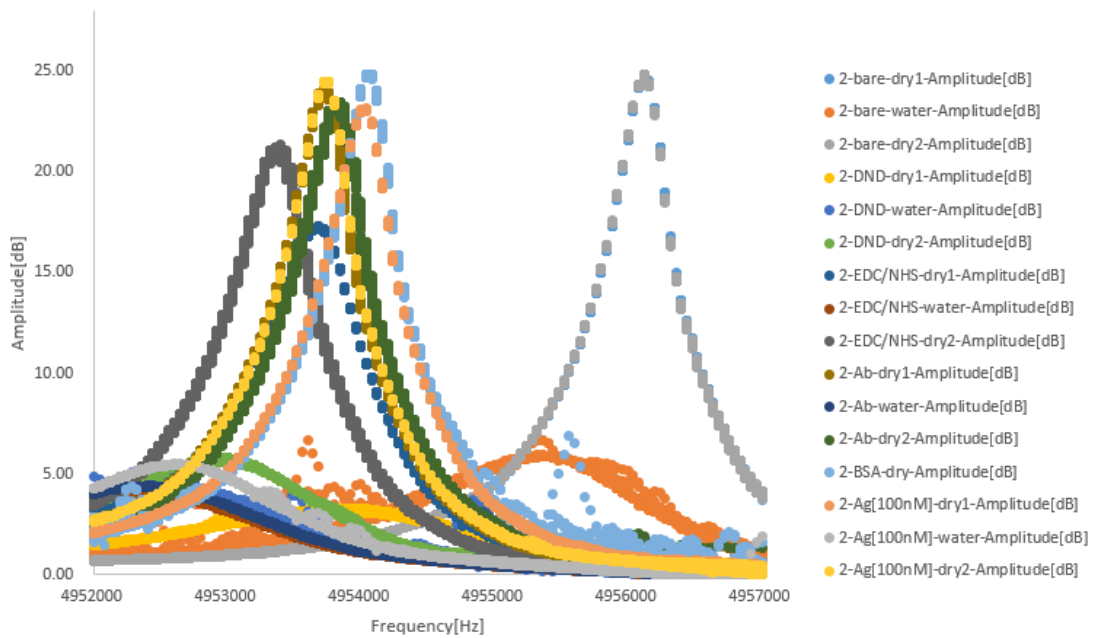 25.00
20.00
15.00
10.00
5.00
0.00
Amplitude[dB]
4952000 4953000 4954000 4955000 4956000 4957000
Frequency[Hz]
2-bare-dry1-Amplitude[dB]
2-bare-water-Amplitude[dB]
2-bare-dry2-Amplitude[dB]
2-DND-dry1-Amplitude[dB]
2-DND-water-Amplitude[dB]
2-DND-dry2-Amplitude[dB]
2-EDC/NHS-dry1-Amplitude[dB]
2-EDC/NHS-water-Amplitude[dB]
2-EDC/NHS-dry2-Amplitude[dB]
2-Ab-dry1-Amplitude[dB]
2-Ab-water-Amplitude[dB]
2-Ab-dry2-Amplitude[dB]
2-BSA-dry-Amplitude[dB]
2-Ag[100nM]-dry1-Amplitude[dB]
2-Ag[100nM]-water-Amplitude[dB]
2-Ag[100nM]-dry2-Amplitude[dB]